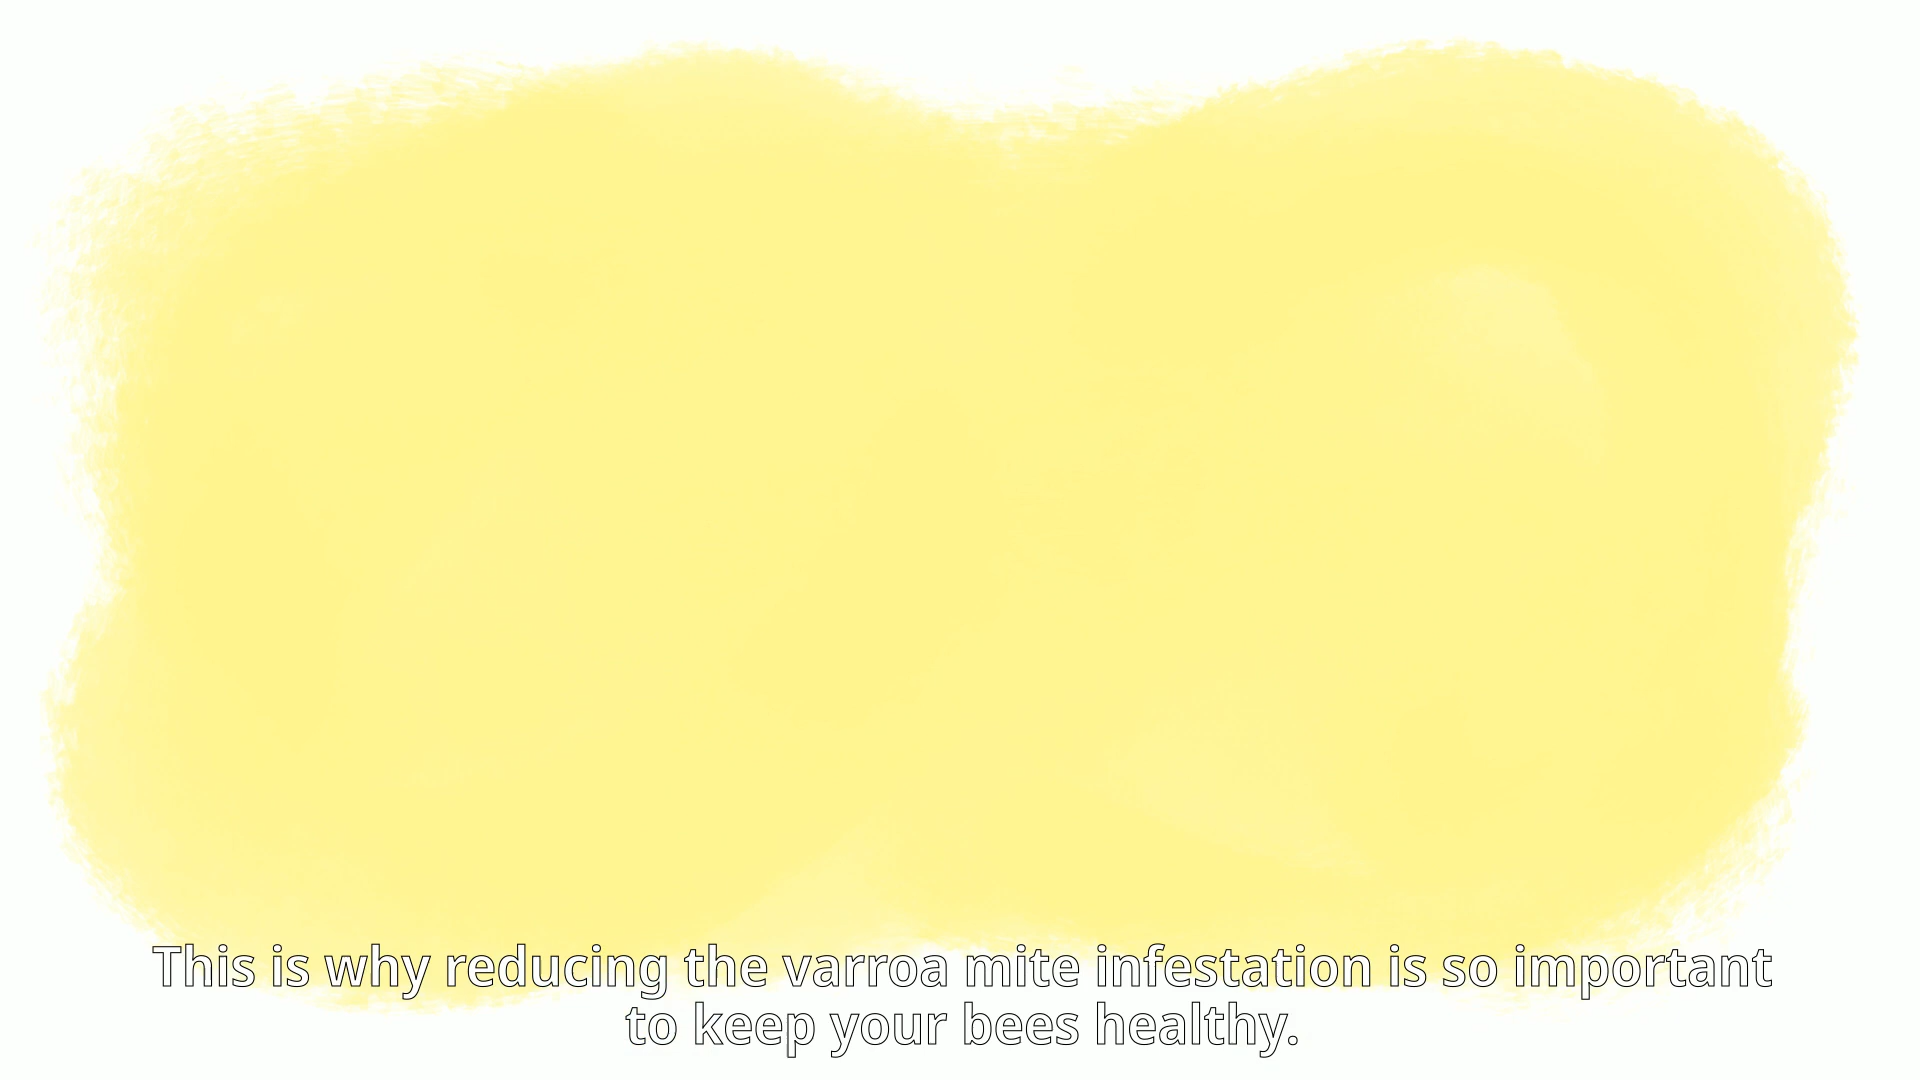 This is why reducing the varroa mite infestation is so important
to keep your bees healthy.